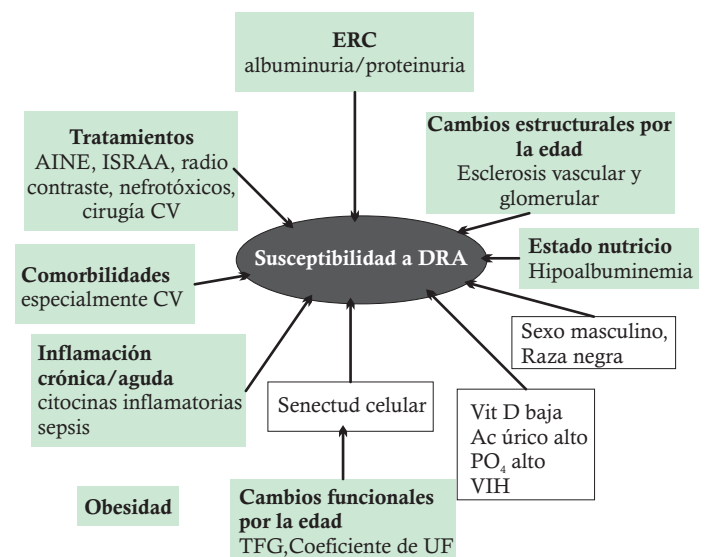 ERC
albuminuria/proteinuria
Tratamientos
AINE, ISRAA, radio
contraste, nefrotóxicos,
cirugía CV
Cambios estructurales por
la edad
Esclerosis vascular y
glomerular
Susceptibilidad a DRA
Estado nutricio
Hipoalbuminemia
Comorbilidades
especialmente CV
Sexo masculino,
Raza negra
Inflamación
crónica/aguda
citocinas inflamatorias
sepsis
Senectud celular
Vit D baja
Ac úrico alto
PO₄ alto
VIH
Obesidad
Cambios funcionales
por la edad
TFG,Coeficiente de UF